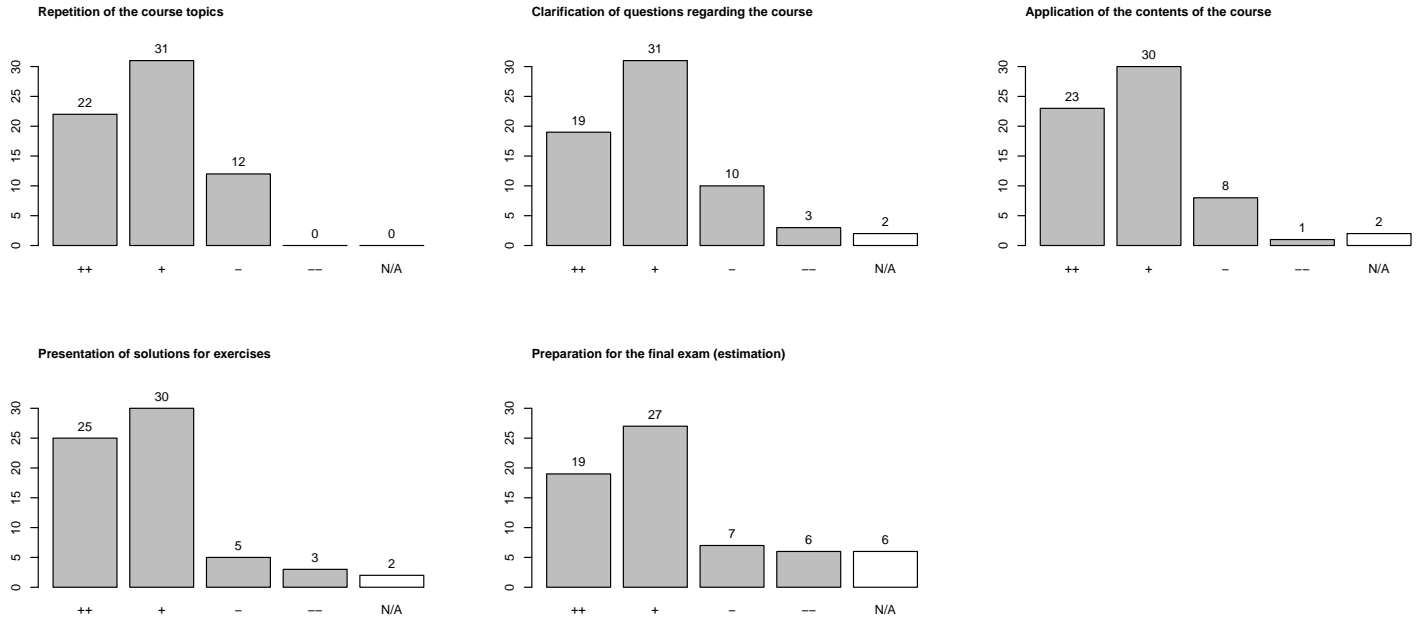 Repetition of the course topics
31
22
12
0 0
0 5 10 15 20 25 30
++ + − −− N/A
Clarification of questions regarding the course
31
19
10
3
2
0 5 10 15 20 25 30
++ + − −− N/A
Application of the contents of the course
30
23
8
1
2
0 5 10 15 20 25 30
++ + − −− N/A
Presentation of solutions for exercises
30
25
5
3
2
0 5 10 15 20 25 30
++ + − −− N/A
Preparation for the final exam (estimation)
27
19
7
6 6
0 5 10 15 20 25 30
++ + − −− N/A